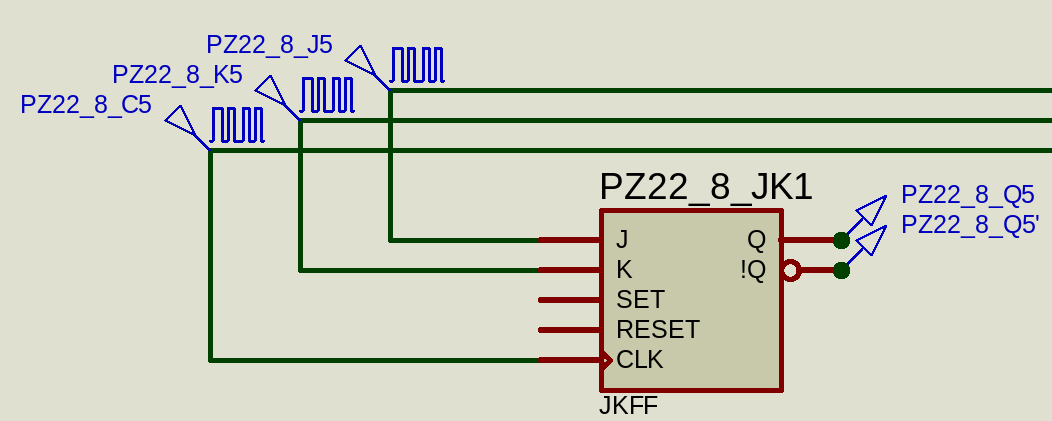 PZ22_8_J5
PZ22_8_K5
PZ22_8_C5
PZ22_8_JK1
PZ22_8_Q5
PZ22_8_Q5'
J
Q
K
!Q
SET
RESET
CLK
JKFF